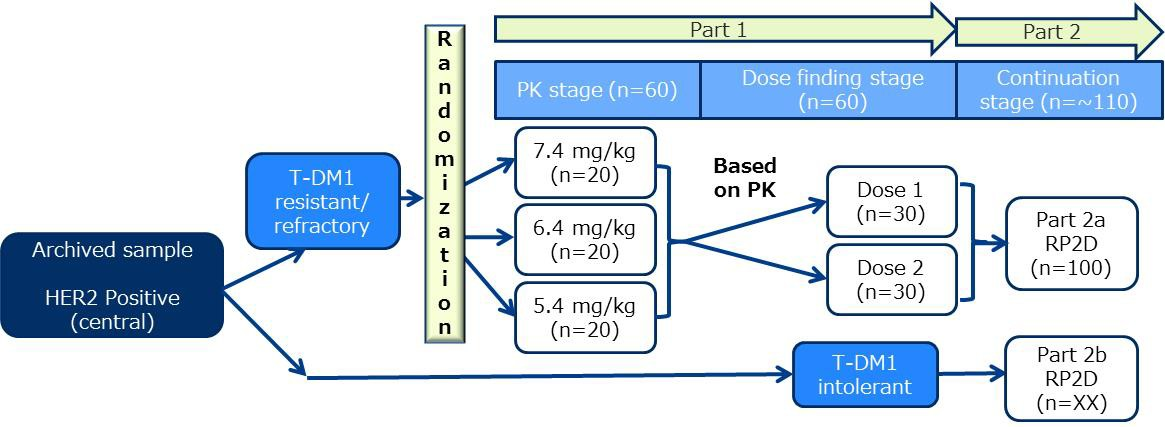 Part 1
Part 2
PK stage (n=60)
Dose finding stage
(n=60)
Continuation
stage (n=~110)
Randomization
T-DM1
resistant/
refractory
Archived sample
HER2 Positive
(central)
7.4 mg/kg
(n=20)
6.4 mg/kg
(n=20)
5.4 mg/kg
(n=20)
Based
on PK
Dose 1
(n=30)
Dose 2
(n=30)
Part 2a
RP2D
(n=100)
T-DM1
intolerant
Part 2b
RP2D
(n=XX)